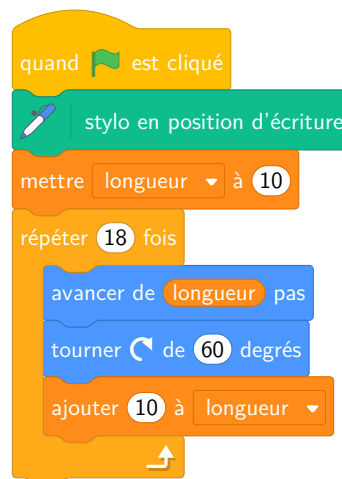 quand est cliqué
stylo en position d'écriture
mettre longueur à 10
répéter 18 fois
avancer de longueur pas
tourner de 60 degrés
ajouter 10 à longueur